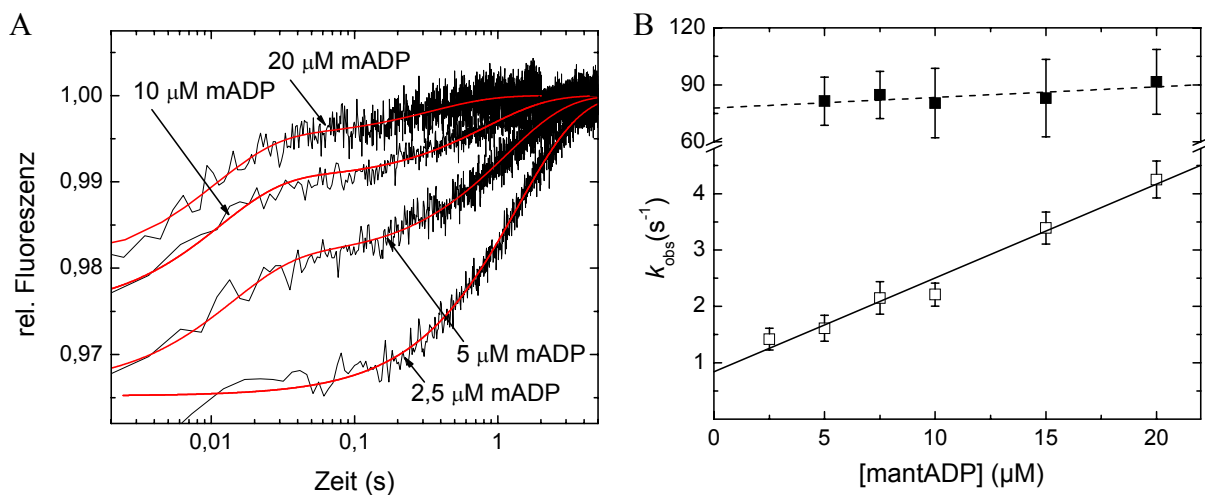 A
1,00
0,99
0,98
0,97
rel. Fluoreszenz
20 μM mADP
10 μM mADP
5 μM mADP
2,5 μM mADP
0,01
0,1
1
Zeit (s)
B
120
90
60
4
3
2
1
k_obs(s⁻¹)
0
5
10
15
20
[mantADP] (μM)